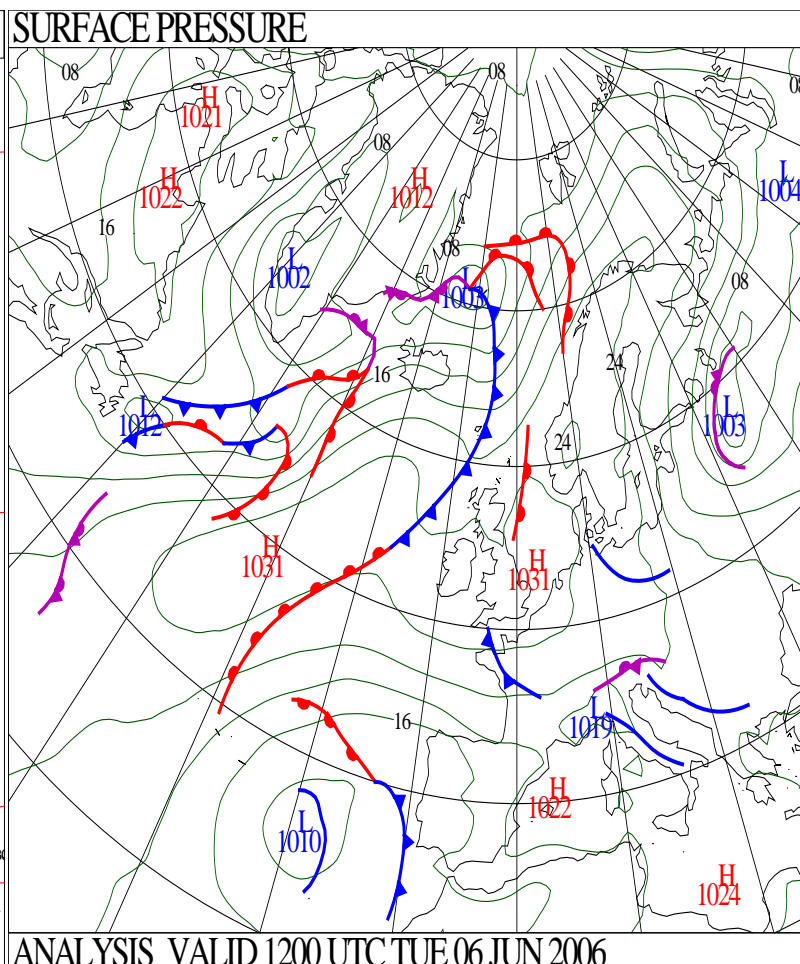 SURFACE PRESSURE
08
08
H
1021
08
H
1022
H
1012
L
1004
16
08
L
1002
L
1003
08
24
16
L
1012
L
1003
24
H
1031
H
1031
L
1019
16
H
1022
L
1010
H
1024
ANALYSIS VALID 1200 UTC TUE 06 JUN 2006